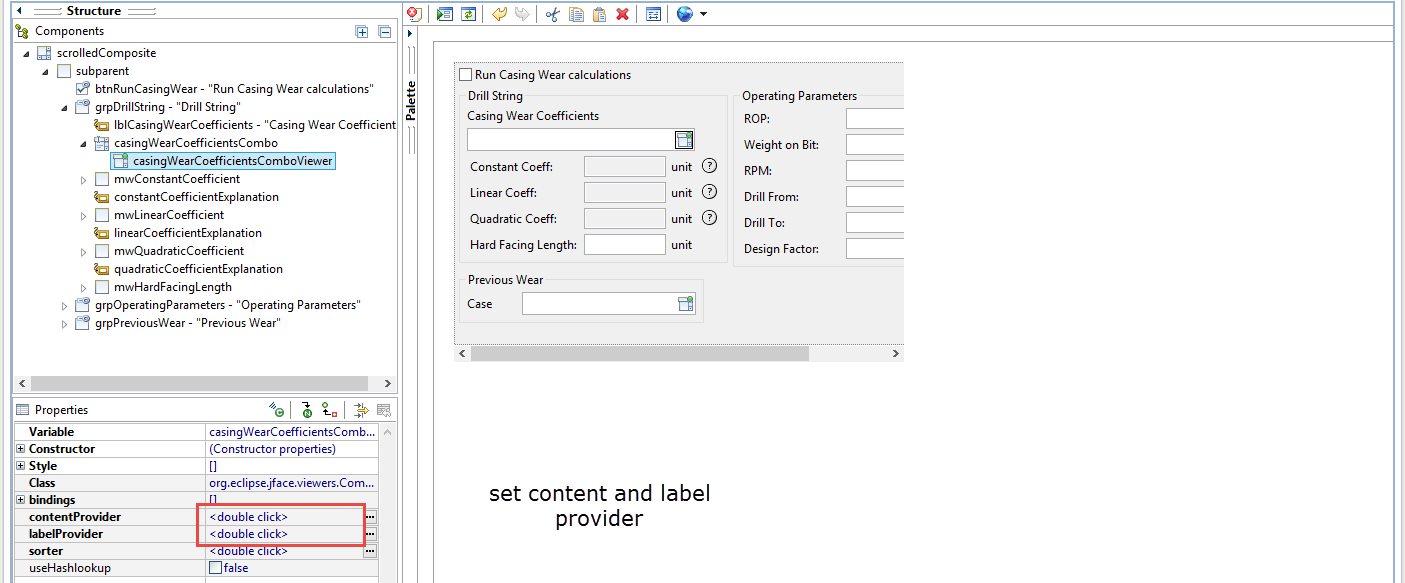 Structure
Components
scrolledComposite
subparent
btnRunCasingWear - "Run Casing Wear calculations"
grpDrillString - "Drill String"
lblCasingWearCoefficients - "Casing Wear Coefficient
casingWearCoefficientsCombo
casingWearCoefficientsComboViewer
mwConstantCoefficient
constantCoefficientExplanation
mwLinearCoefficient
linearCoefficientExplanation
mwQuadraticCoefficient
quadraticCoefficientExplanation
mwHardFacingLength
grpOperatingParameters - "Operating Parameters"
grpPreviousWear - "Previous Wear"
Properties
Variable casingWearCoefficientsComb...
Constructor (Constructor properties)
Style []
Class org.eclipse.jface.viewers.Com...
bindings []
contentProvider <double click> ...
labelProvider <double click> ...
sorter <double click> ...
useHashlookup false
Palette
Run Casing Wear calculations
Drill String
Casing Wear Coefficients
Constant Coeff: unit ?
Linear Coeff: unit ?
Quadratic Coeff: unit ?
Hard Facing Length: unit
Previous Wear
Case
Operating Parameters
ROP:
Weight on Bit:
RPM:
Drill From:
Drill To:
Design Factor:
set content and label
provider